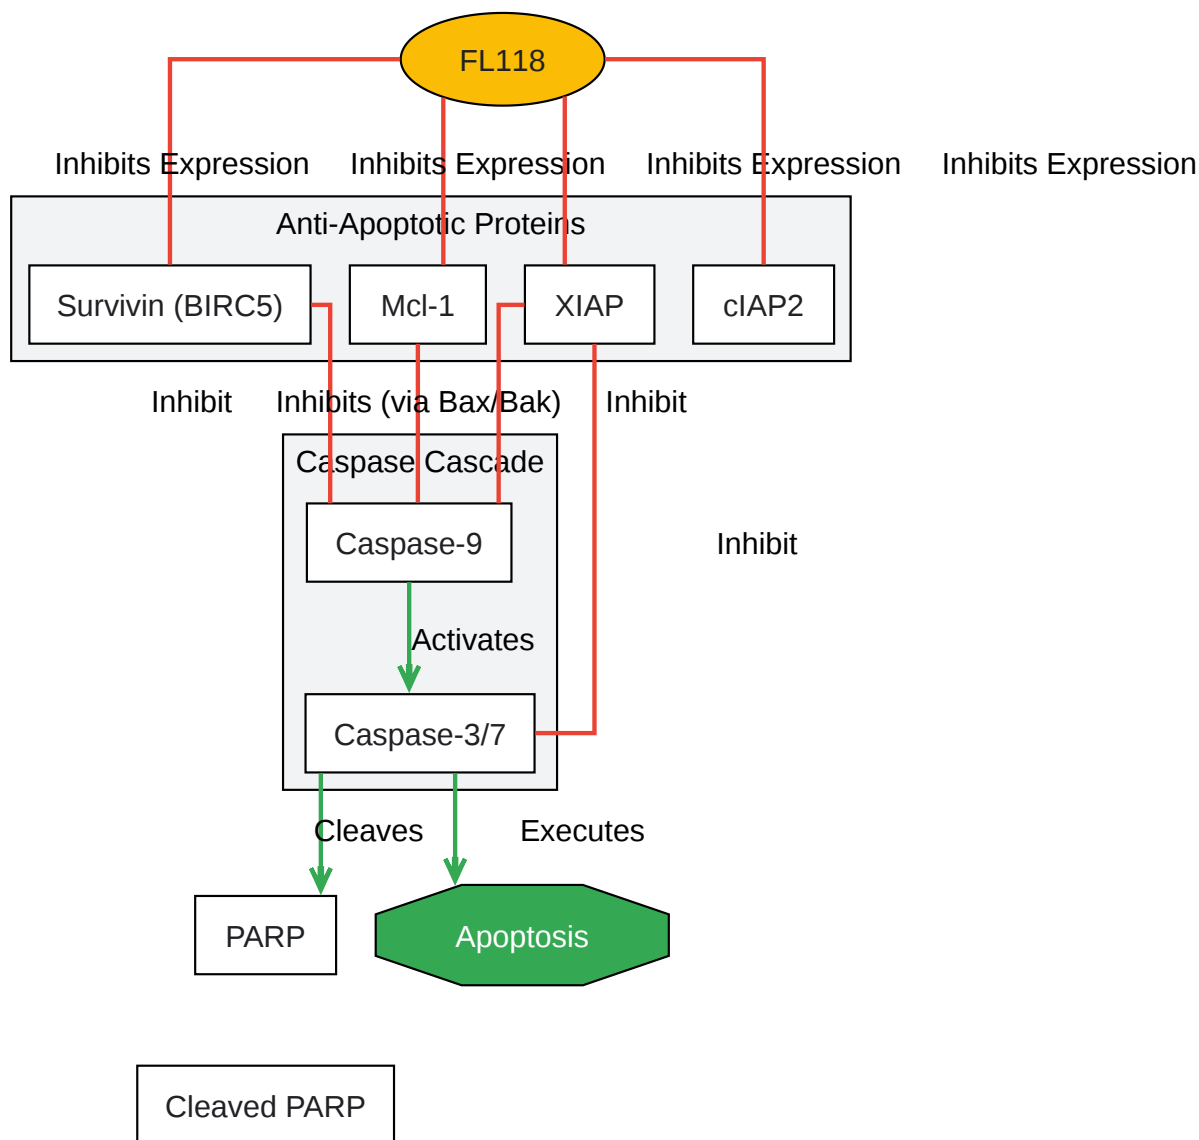 FL118
Inhibits Expression
Inhibits Expression
Inhibits Expression
Inhibits Expression
Anti-Apoptotic Proteins
Survivin (BIRC5)
Mcl-1
XIAP
cIAP2
Inhibit
Inhibits (via Bax/Bak)
Inhibit
Caspase Cascade
Caspase-9
Inhibit
Activates
Caspase-3/7
Cleaves
Executes
PARP
Apoptosis
Cleaved PARP